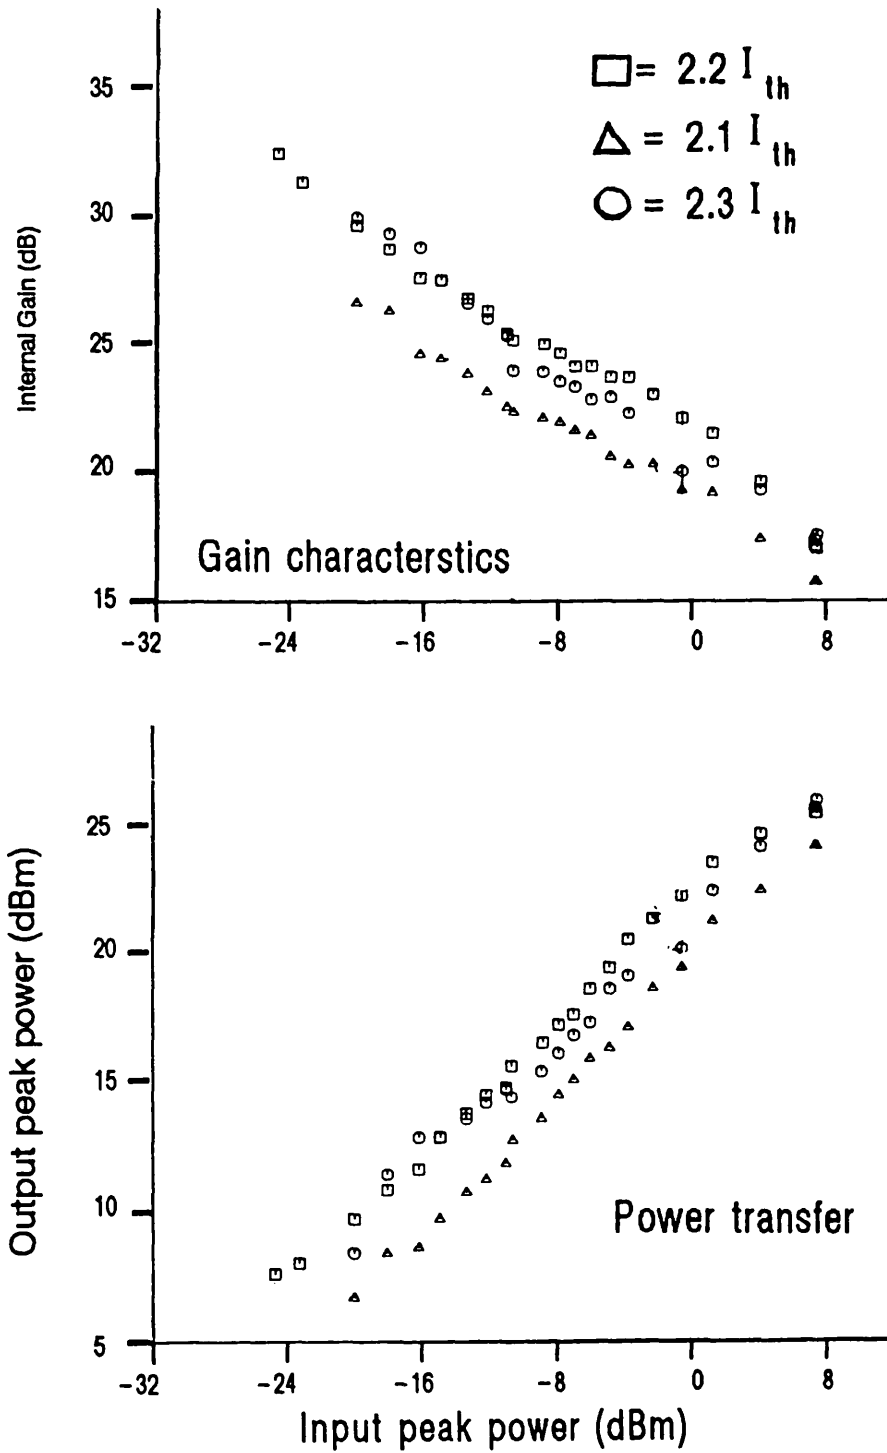 35
30
25
20
15
Internal Gain (dB)
□ = 2.2 I th
△ = 2.1 I th
○ = 2.3 I th
Gain characterstics
-32 -24 -16 -8 0 8
25
20
15
10
5
Output peak power (dBm)
Power transfer
-32 -24 -16 -8 0 8
Input peak power (dBm)